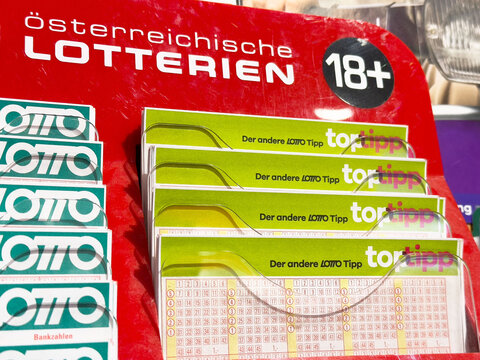 österreichische
LOTTERIEN
18+
LOTTO
LOTTO
LOTTO
LOTTO
LOTTO
Bankzahlen
Der andere LOTTO Tipp toptipp
Der andere LOTTO Tipp toptipp
Der andere LOTTO Tipp toptipp
Der andere LOTTO Tipp toptipp